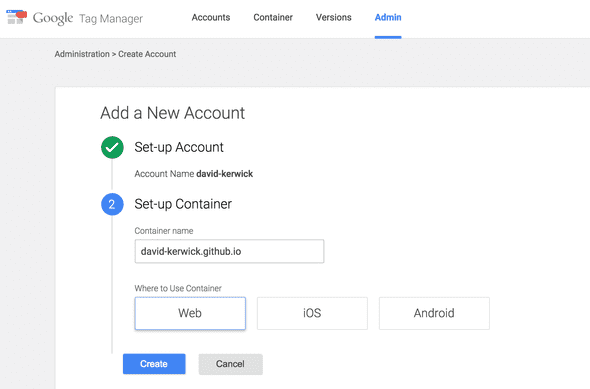 Google Tag Manager Accounts Container Versions Admin
Administration > Create Account
Add a New Account
Set-up Account
Account Name david-kerwick
2 Set-up Container
Container name
david-kerwick.github.io
Where to Use Container
Web iOS Android
Create Cancel